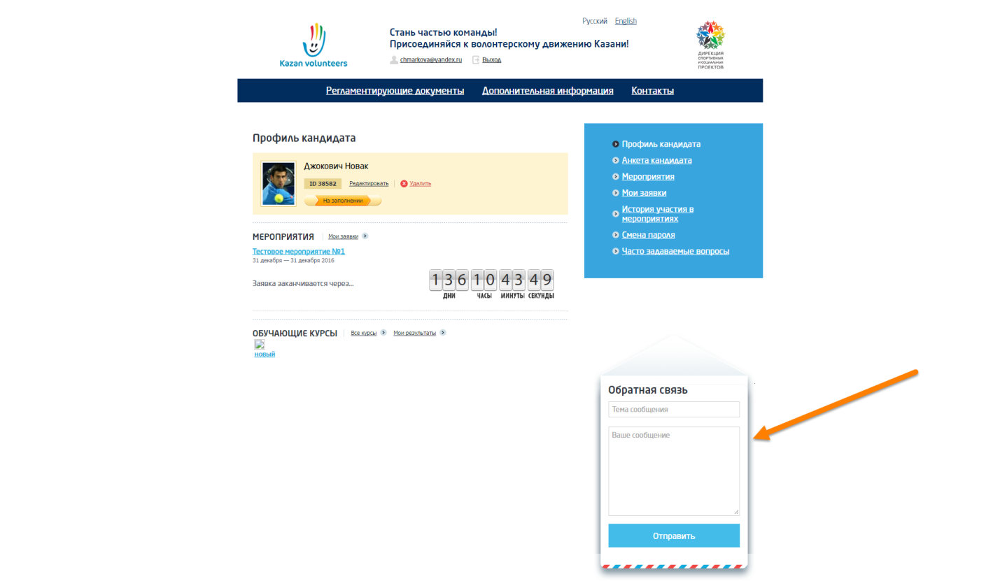 Русский English
Kazan volunteers
Стань частью команды!
Присоединяйся к волонтерскому движению Казани!
chmarkova@yandex.ru Выход
ДИРЕКЦИЯ
СПОРТИВНЫХ
И СОЦИАЛЬНЫХ
ПРОЕКТОВ
Регламентирующие документы Дополнительная информация Контакты
Профиль кандидата
Джокович Новак
ID 38582 Редактировать Удалить
На заполнении
МЕРОПРИЯТИЯ Мои заявки
Тестовое мероприятие №1
31 декабря — 31 декабря 2016
Заявка заканчивается через...
136 10 43 49
ДНИ ЧАСЫ МИНУТЫ СЕКУНДЫ
ОБУЧАЮЩИЕ КУРСЫ Все курсы Мои результаты
новый
Профиль кандидата
Анкета кандидата
Мероприятия
Мои заявки
История участия в
мероприятиях
Смена пароля
Часто задаваемые вопросы
Обратная связь
Тема сообщения
Ваше сообщение
Отправить